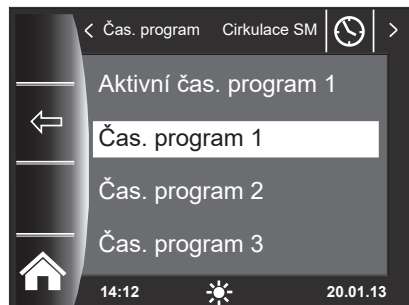 < Čas. program Cirkulace SM >
Aktivní čas. program 1
Čas. program 1
Čas. program 2
Čas. program 3
14:12 20.01.13